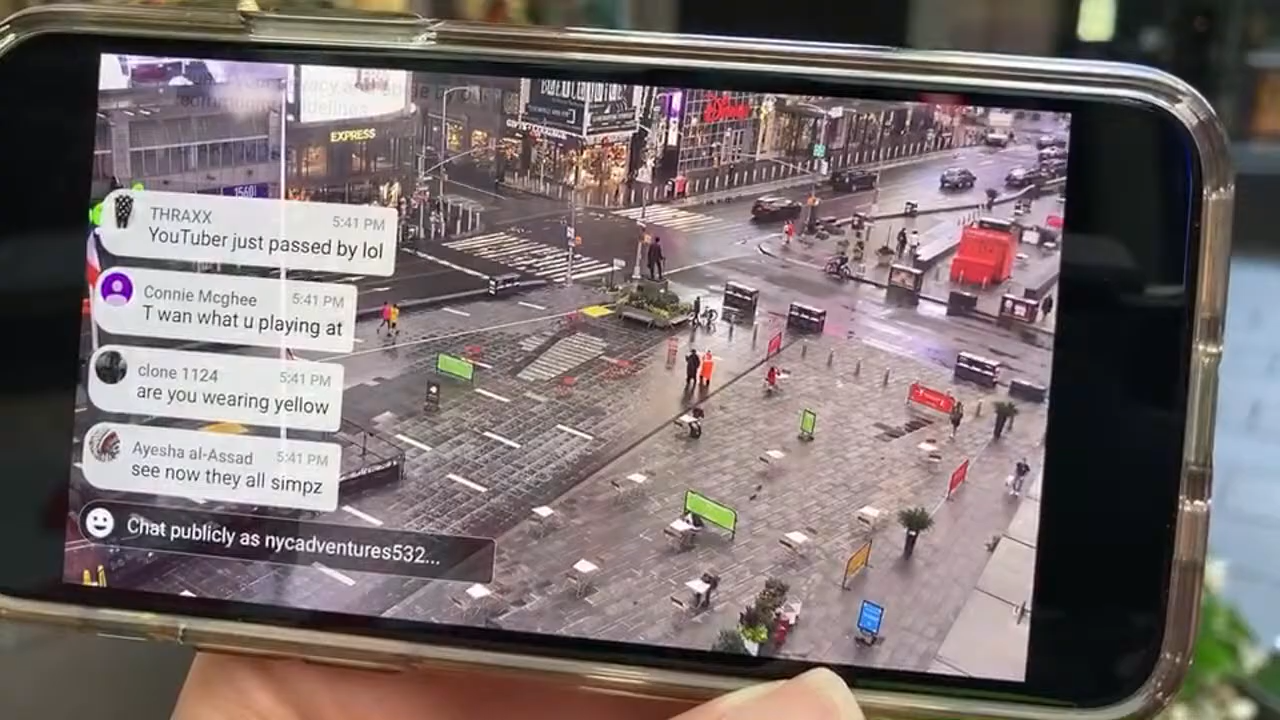 EXPRESS
Disney
1560
THRAXX 5:41 PM
YouTuber just passed by lol
Connie Mcghee 5:41 PM
T wan what u playing at
clone 1124 5:41 PM
are you wearing yellow
Ayesha al-Assad 5:41 PM
see now they all simpz
Chat publicly as nycadventures532...